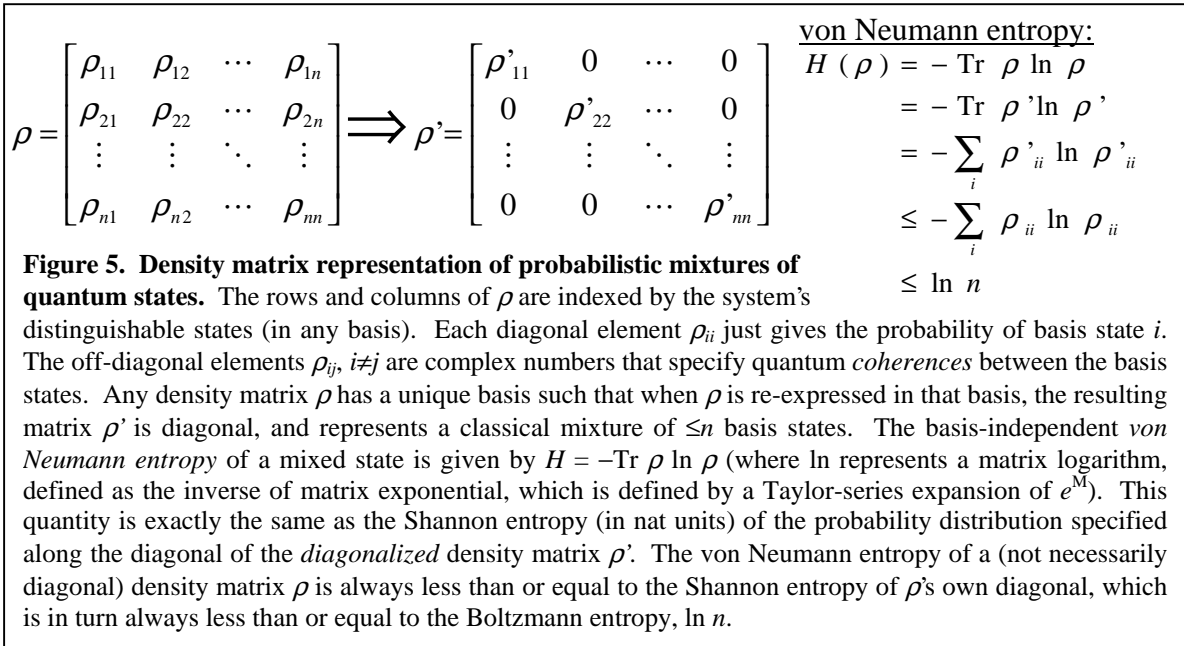 von Neumann entropy:
ρ = [ρ₁₁ ρ₁₂ ⋯ ρ₁ₙ
ρ₂₁ ρ₂₂ ⋯ ρ₂ₙ
⋮ ⋮ ⋱ ⋮
ρₙ₁ ρₙ₂ ⋯ ρₙₙ]
⇒
ρ’= [ρ’₁₁ 0 ⋯ 0
0 ρ’₂₂ ⋯ 0
⋮ ⋮ ⋱ ⋮
0 0 ⋯ ρ’ₙₙ]
H (ρ) = − Tr ρ ln ρ
= − Tr ρ’ ln ρ’
= − ∑ᵢ ρ’ᵢᵢ ln ρ’ᵢᵢ
≤ − ∑ᵢ ρᵢᵢ ln ρᵢᵢ
≤ ln n
Figure 5. Density matrix representation of probabilistic mixtures of
quantum states. The rows and columns of ρ are indexed by the system’s
distinguishable states (in any basis). Each diagonal element ρᵢᵢ just gives the probability of basis state i.
The off-diagonal elements ρᵢⱼ, i≠j are complex numbers that specify quantum coherences between the basis
states. Any density matrix ρ has a unique basis such that when ρ is re-expressed in that basis, the resulting
matrix ρ’ is diagonal, and represents a classical mixture of ≤n basis states. The basis-independent von
Neumann entropy of a mixed state is given by H = −Tr ρ ln ρ (where ln represents a matrix logarithm,
defined as the inverse of matrix exponential, which is defined by a Taylor-series expansion of eᴹ). This
quantity is exactly the same as the Shannon entropy (in nat units) of the probability distribution specified
along the diagonal of the diagonalized density matrix ρ’. The von Neumann entropy of a (not necessarily
diagonal) density matrix ρ is always less than or equal to the Shannon entropy of ρ’s own diagonal, which
is in turn always less than or equal to the Boltzmann entropy, ln n.